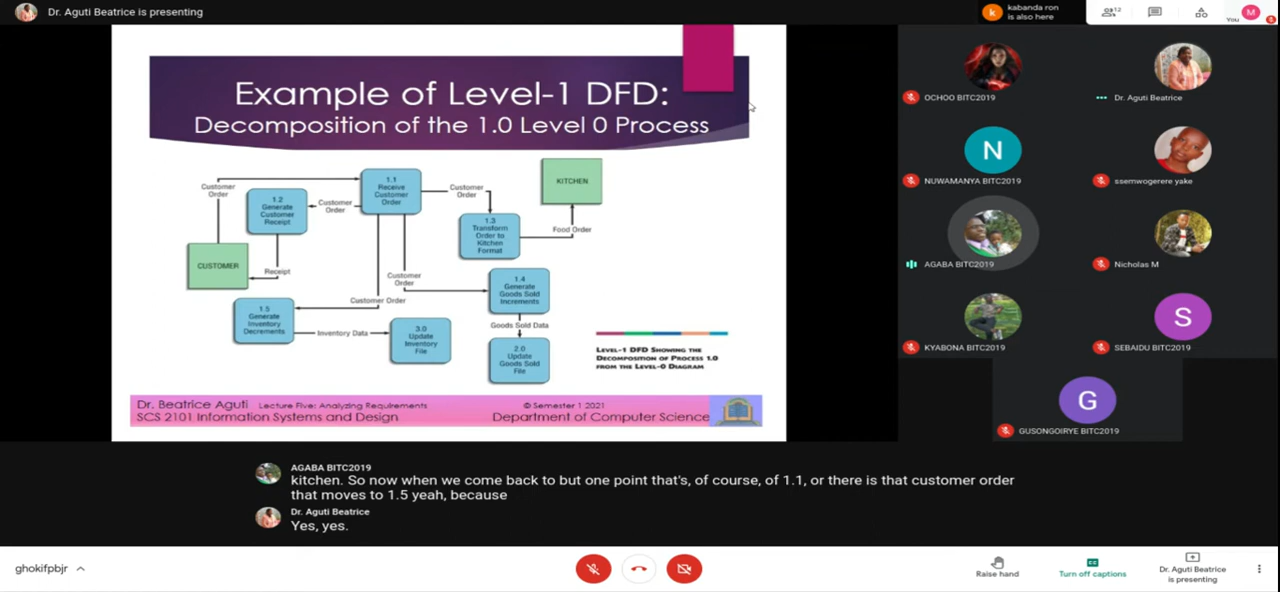 Dr. Aguti Beatrice is presenting
k
kabanda ron
is also here
12
You
M
Example of Level-1 DFD:
Decomposition of the 1.0 Level 0 Process
Customer
Order
1.2
Generate
Customer
Receipt
Customer
Order
1.1
Receive
Customer
Order
Customer
Order
KITCHEN
1.3
Transform
Order to
Kitchen
Format
Food Order
CUSTOMER
Receipt
Customer
Order
1.4
Generate
Goods Sold
Increments
Customer Order
1.5
Generate
Inventory
Decrements
Inventory Data
3.0
Update
Inventory
File
Goods Sold Data
2.0
Update
Goods Sold
File
LEVEL-1 DFD SHOWING THE
DECOMPOSITION OF PROCESS 1.0
FROM THE LEVEL-0 DIAGRAM
Dr. Beatrice Aguti Lecture Five: Analyzing Requirements © Semester 1 2021
SCS 2101 Information Systems and Design Department of Computer Science
OCHOO BITC2019
Dr. Aguti Beatrice
N
NUWAMANYA BITC2019
ssemwogerere yake
AGABA BITC2019
Nicholas M
KYABONA BITC2019
S
SEBAIDU BITC2019
G
GUSONGOIRYE BITC2019
AGABA BITC2019
kitchen. So now when we come back to but one point that's, of course, of 1.1, or there is that customer order
that moves to 1.5 yeah, because
Dr. Aguti Beatrice
Yes, yes.
ghokifpbjr
Raise hand
Turn off captions
Dr. Aguti Beatrice
is presenting